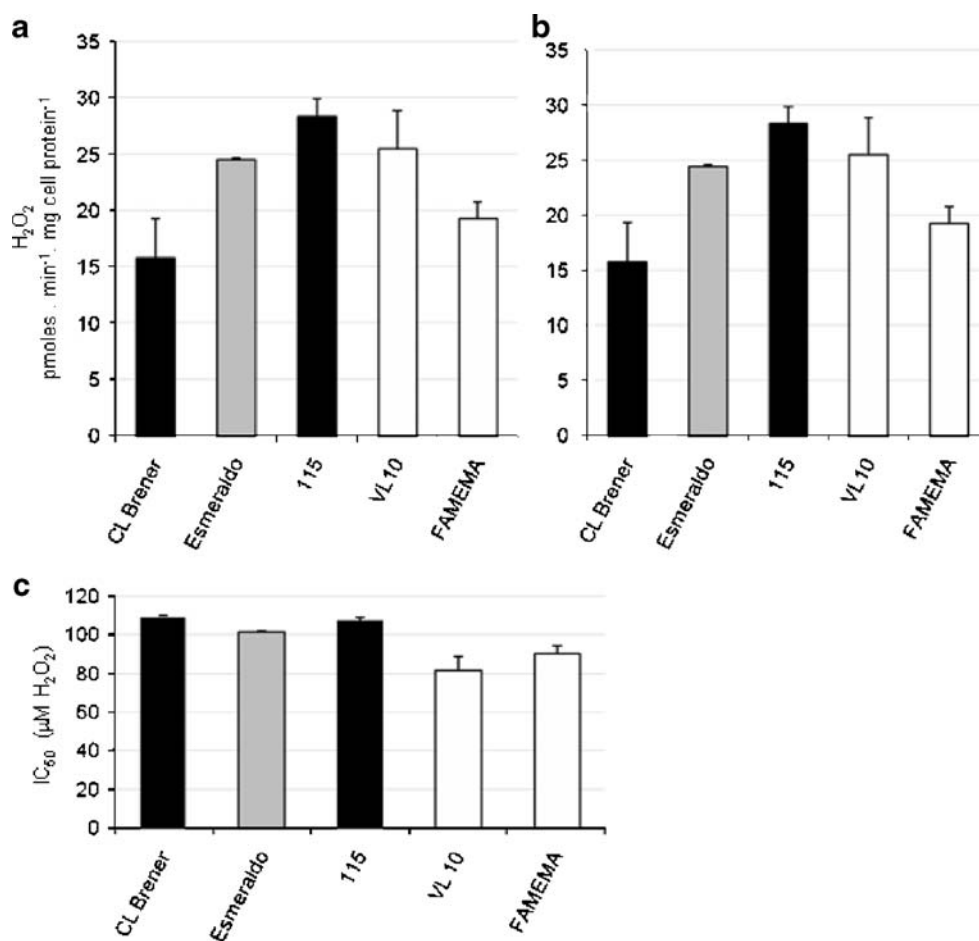 a
H₂O₂
pmoles . min⁻¹. mg cell protein⁻¹
35
30
25
20
15
10
5
0
CL Brener
Esmeraldo
115
VL10
FAMEMA
b
35
30
25
20
15
10
5
0
CL Brener
Esmeraldo
115
VL10
FAMEMA
c
IC₅₀ (µM H₂O₂)
120
100
80
60
40
20
0
CL Brener
Esmeraldo
115
VL 10
FAMEMA